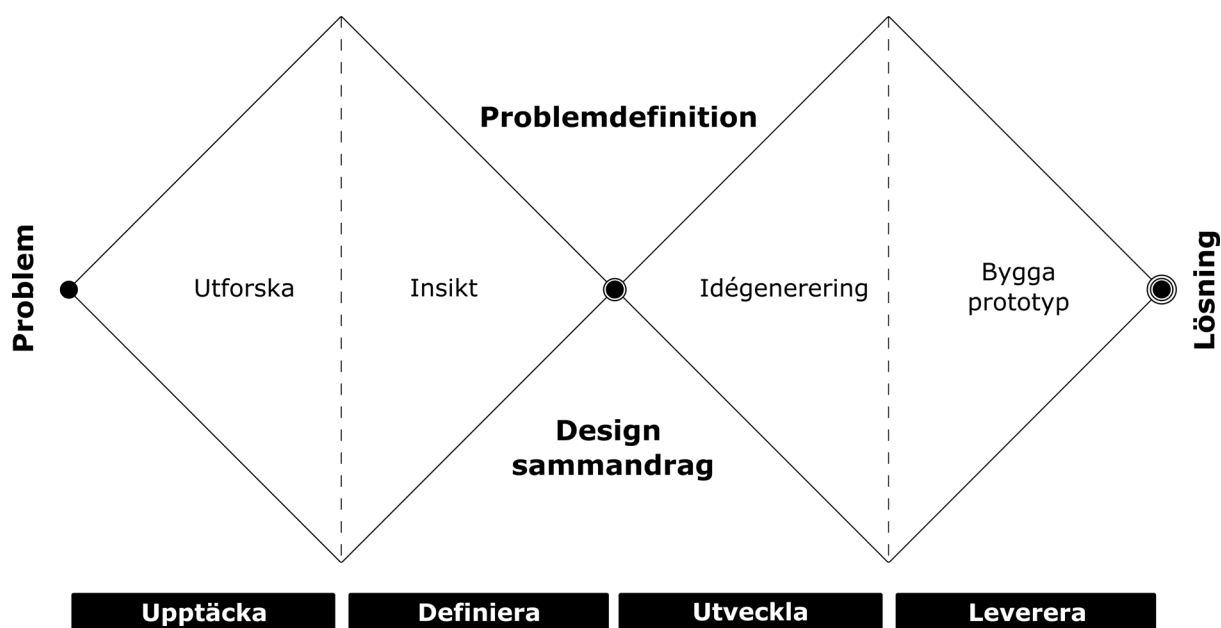 Problemdefinition
Problem
Utforska
Insikt
Idégenerering
Bygga
prototyp
Lösning
Design
sammandrag
Upptäcka
Definiera
Utveckla
Leverera